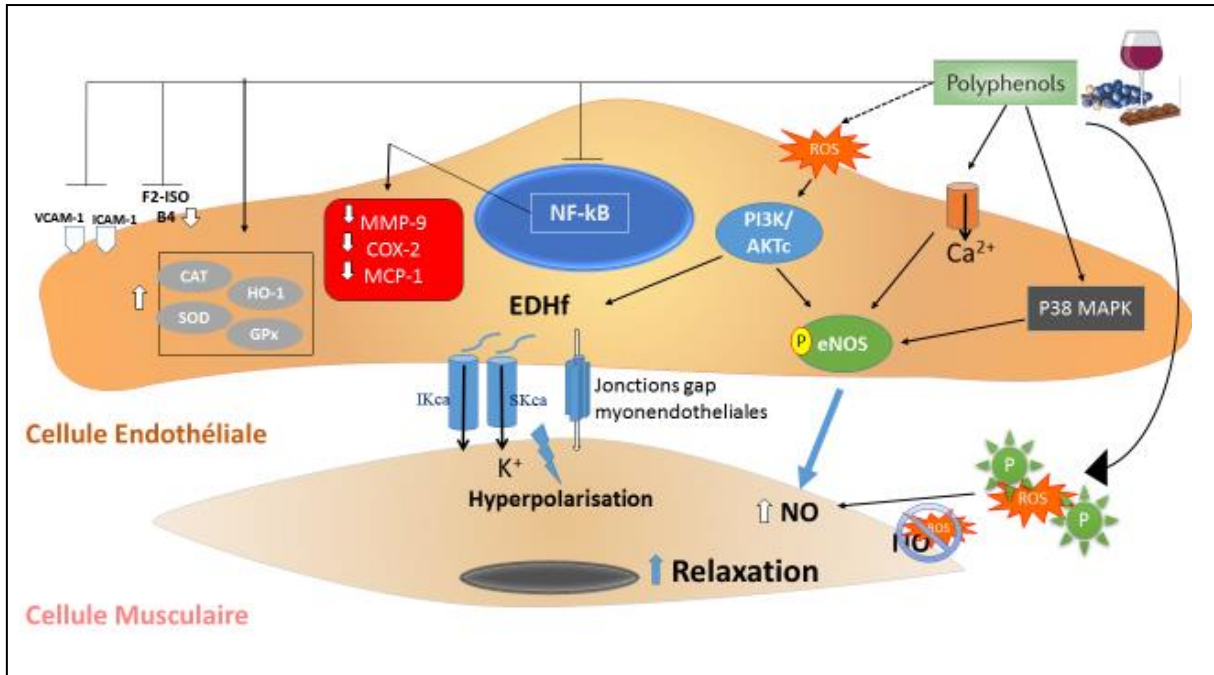 Polyphenols
ROS
F2-ISO
B4
VCAM-1
ICAM-1
NF-kB
MMP-9
COX-2
MCP-1
PI3K/
AKTc
Ca²⁺
CAT
HO-1
SOD
GPx
P38 MAPK
EDHf
P
eNOS
IKca
SKca
Jonctions gap
myonendotheliales
Cellule Endothéliale
K⁺
Hyperpolarisation
P
ROS
P
NO
NO
ROS
Relaxation
Cellule Musculaire